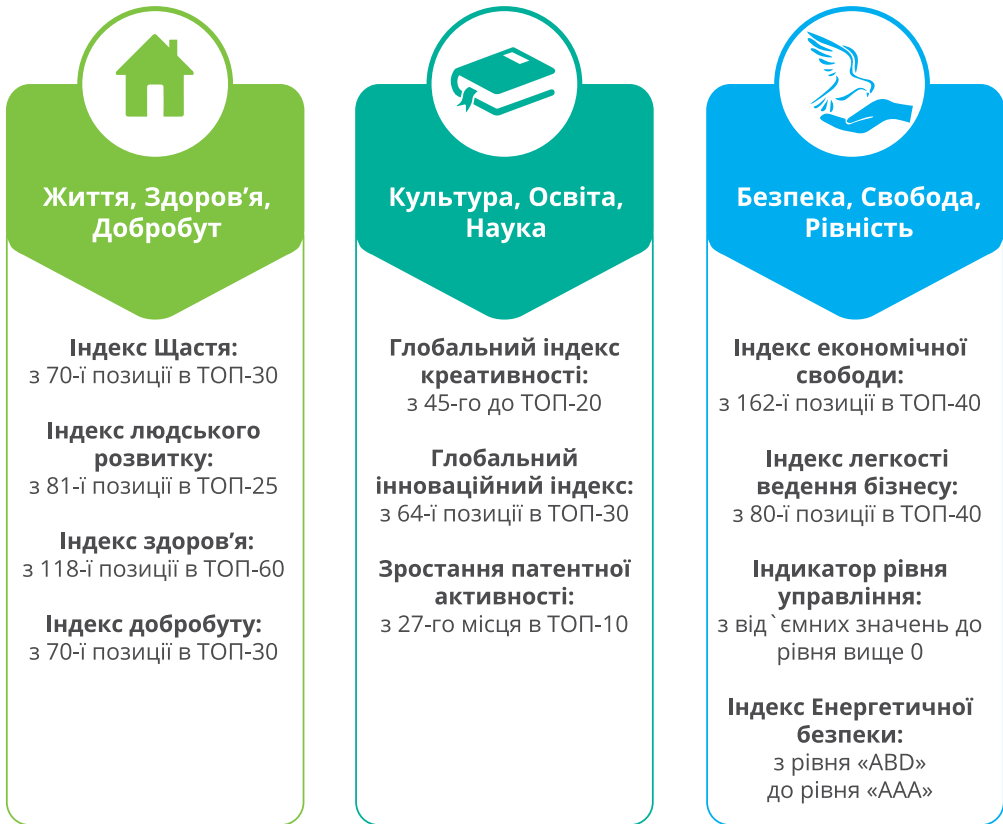 Життя, Здоров’я,
Добробут
Індекс Щастя:
з 70-ї позиції в ТОП-30
Індекс людського
розвитку:
з 81-ї позиції в ТОП-25
Індекс здоров’я:
з 118-ї позиції в ТОП-60
Індекс добробуту:
з 70-ї позиції в ТОП-30
Культура, Освіта,
Наука
Глобальний індекс
креативності:
з 45-го до ТОП-20
Глобальний
інноваційний індекс:
з 64-ї позиції в ТОП-30
Зростання патентної
активності:
з 27-го місця в ТОП-10
Безпека, Свобода,
Рівність
Індекс економічної
свободи:
з 162-ї позиції в ТОП-40
Індекс легкості
ведення бізнесу:
з 80-ї позиції в ТОП-40
Індикатор рівня
управління:
з від`ємних значень до
рівня вище 0
Індекс Енергетичної
безпеки:
з рівня «ABD»
до рівня «AAA»